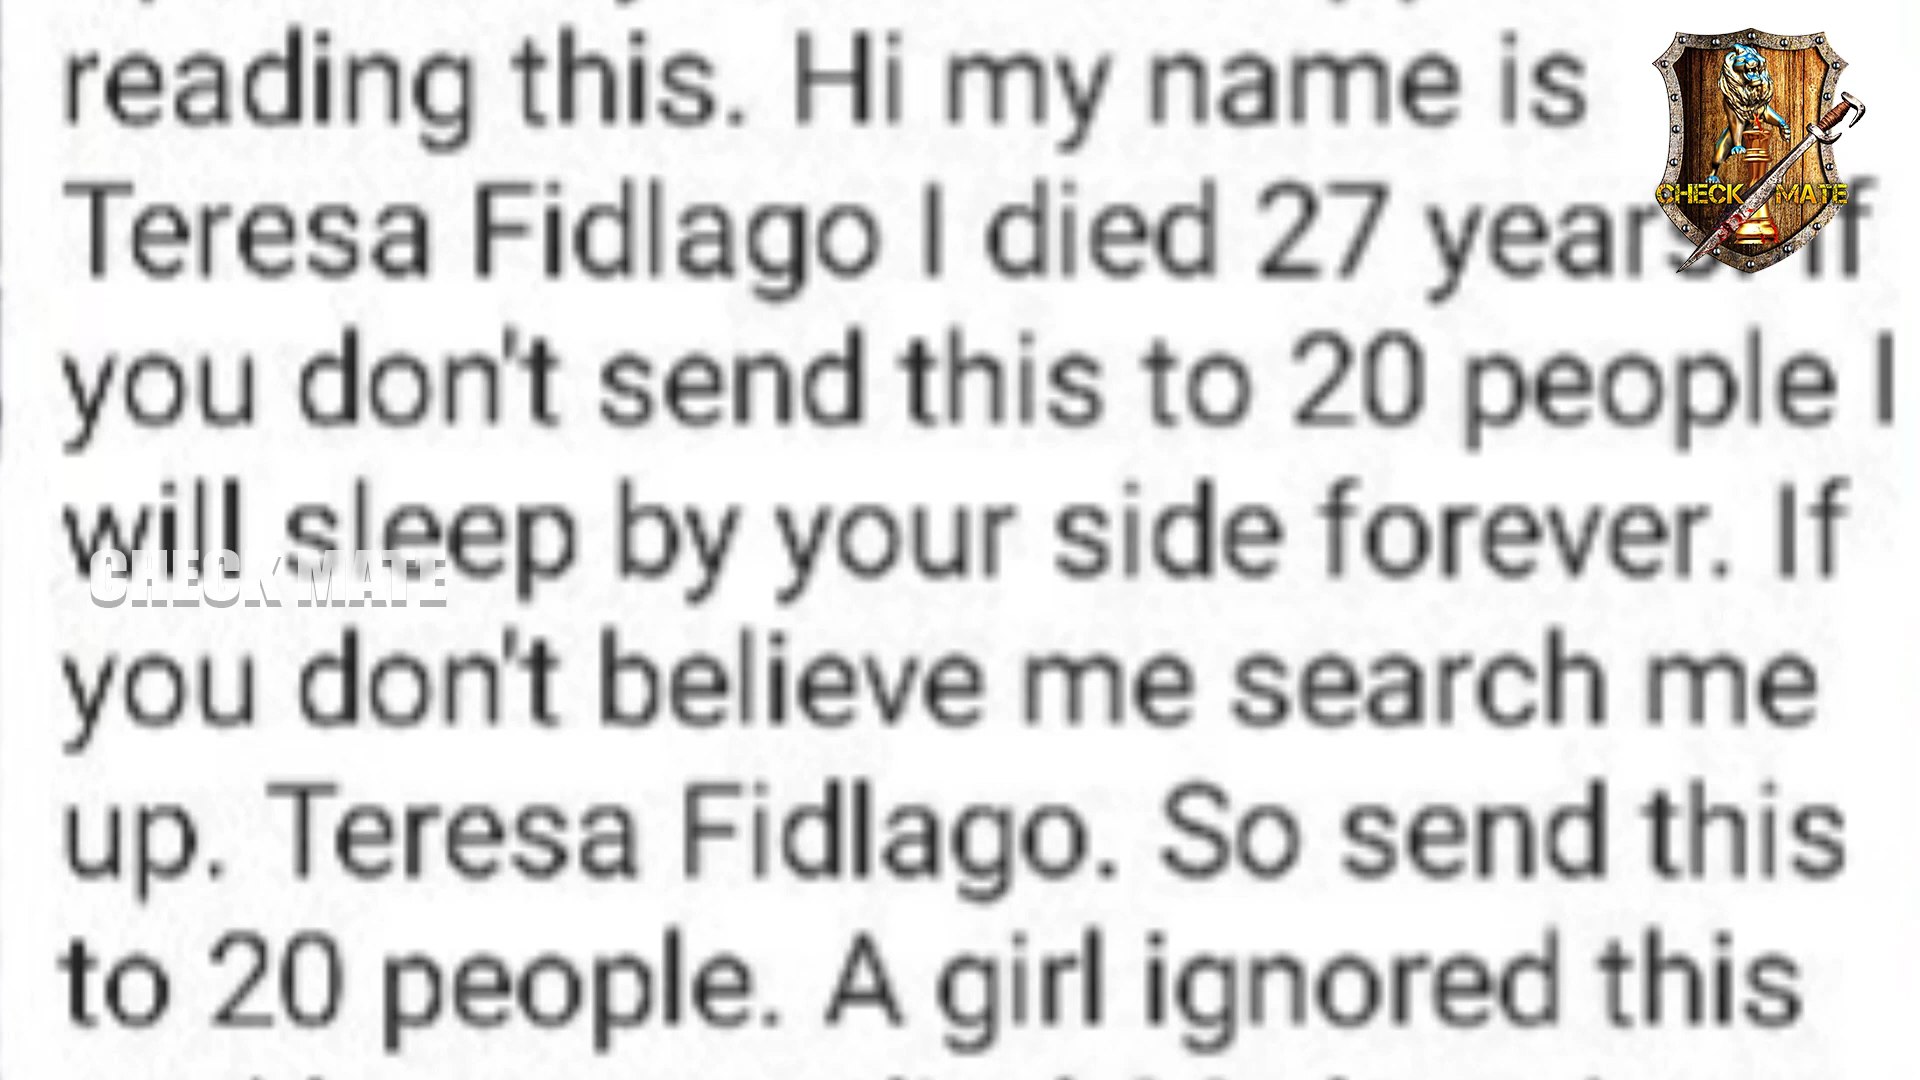 reading this. Hi my name is
Teresa Fidlago I died 27 years. If
you don't send this to 20 people I
will sleep by your side forever. If
you don't believe me search me
up. Teresa Fidlago. So send this
to 20 people. A girl ignored this
CHECK MATE
CHECK MATE